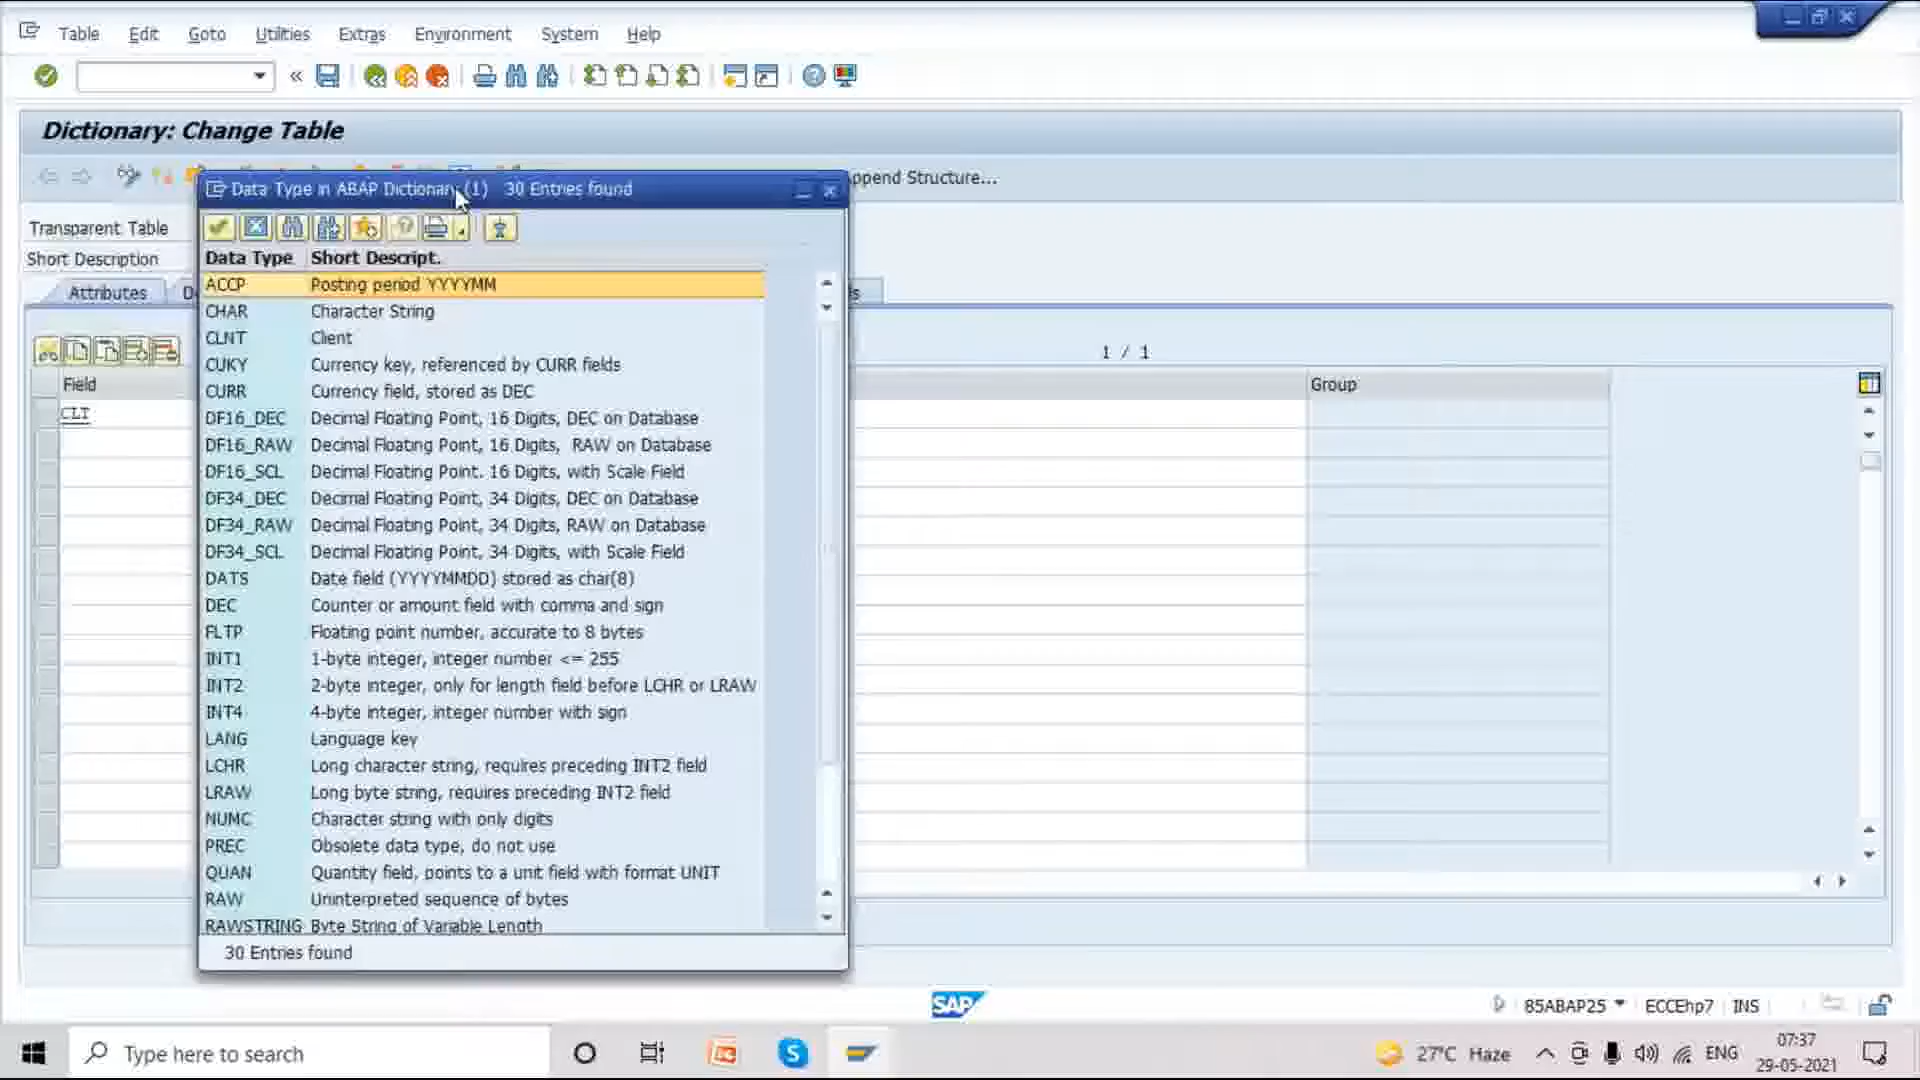 Table Edit Goto Utilities Extras Environment System Help
Dictionary: Change Table
Data Type in ABAP Dictionary (1) 30 Entries found
ppend Structure...
Transparent Table
Short Description
Attributes
D
s
1 / 1
Field
Group
CLT
Data Type Short Descript.
ACCP Posting period YYYYMM
CHAR Character String
CLNT Client
CUKY Currency key, referenced by CURR fields
CURR Currency field, stored as DEC
DF16_DEC Decimal Floating Point, 16 Digits, DEC on Database
DF16_RAW Decimal Floating Point, 16 Digits, RAW on Database
DF16_SCL Decimal Floating Point. 16 Digits, with Scale Field
DF34_DEC Decimal Floating Point, 34 Digits, DEC on Database
DF34_RAW Decimal Floating Point, 34 Digits, RAW on Database
DF34_SCL Decimal Floating Point, 34 Digits, with Scale Field
DATS Date field (YYYYMMDD) stored as char(8)
DEC Counter or amount field with comma and sign
FLTP Floating point number, accurate to 8 bytes
INT1 1-byte integer, integer number <= 255
INT2 2-byte integer, only for length field before LCHR or LRAW
INT4 4-byte integer, integer number with sign
LANG Language key
LCHR Long character string, requires preceding INT2 field
LRAW Long byte string, requires preceding INT2 field
NUMC Character string with only digits
PREC Obsolete data type, do not use
QUAN Quantity field, points to a unit field with format UNIT
RAW Uninterpreted sequence of bytes
RAWSTRING Byte String of Variable Length
30 Entries found
SAP
85ABAP25 ECCEhp7 INS
Type here to search
27°C Haze
ENG
07:37
29-05-2021